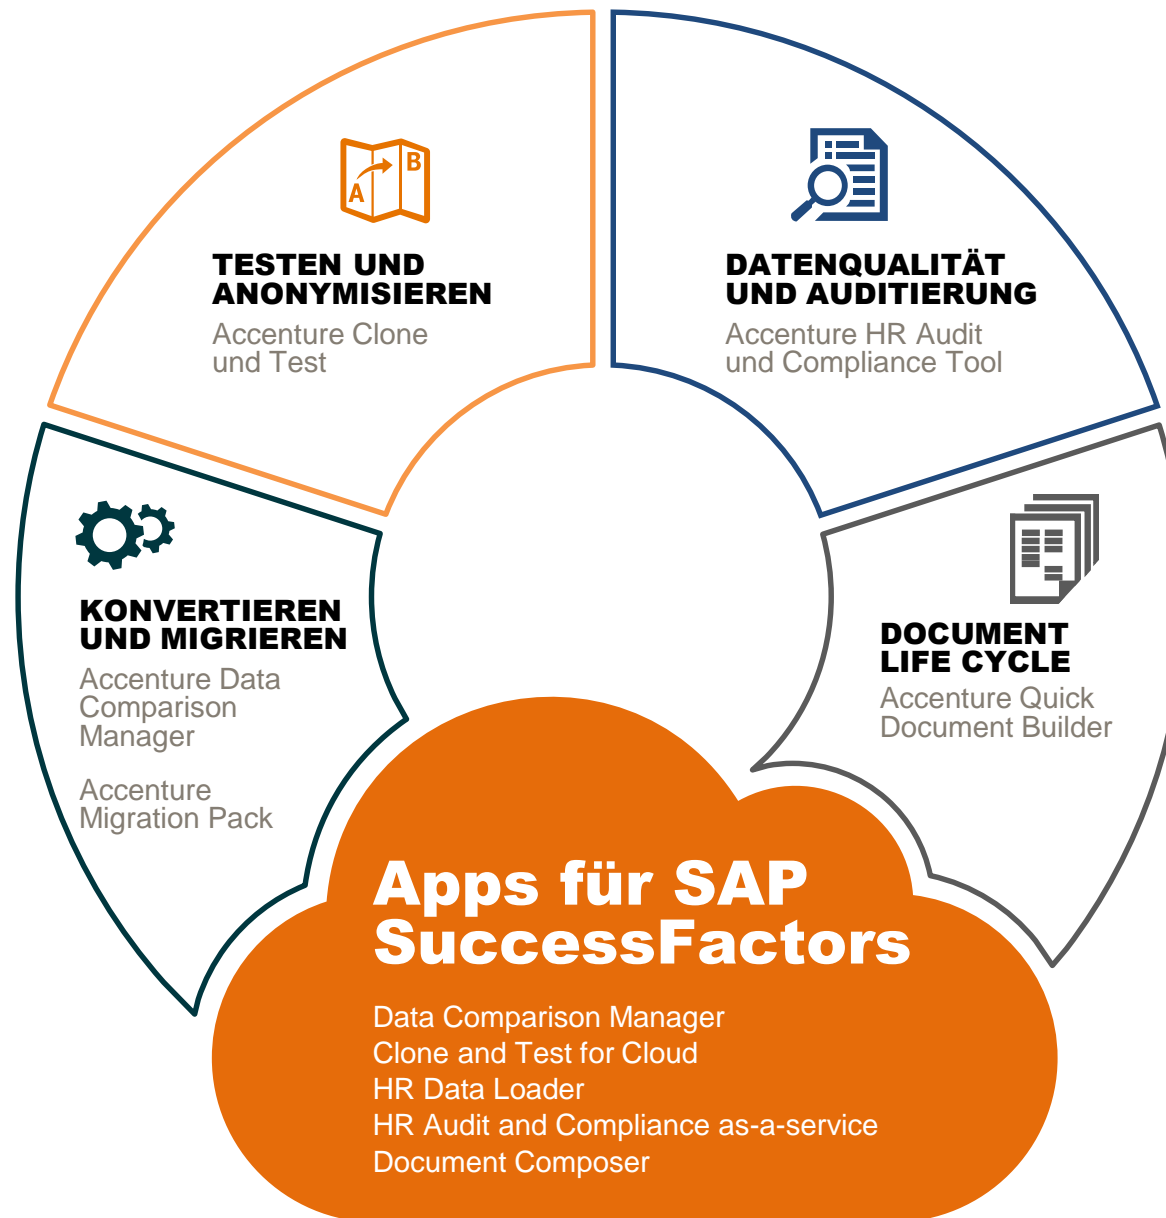 A
B
TESTEN UND
ANONYMISIEREN
Accenture Clone
und Test
DATENQUALITÄT
UND AUDITIERUNG
Accenture HR Audit
und Compliance Tool
KONVERTIEREN
UND MIGRIEREN
Accenture Data
Comparison
Manager
Accenture
Migration Pack
DOCUMENT
LIFE CYCLE
Accenture Quick
Document Builder
Apps für SAP
SuccessFactors
Data Comparison Manager
Clone and Test for Cloud
HR Data Loader
HR Audit and Compliance as-a-service
Document Composer